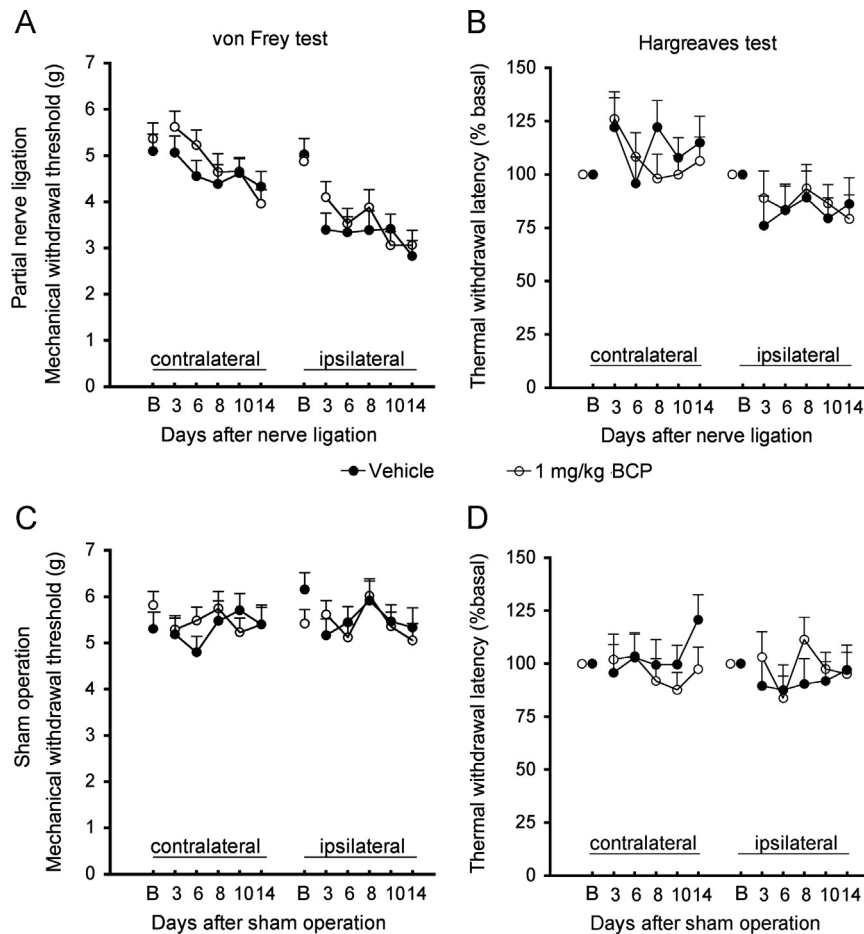 A
von Frey test
Partial nerve ligation
Mechanical withdrawal threshold (g)
7
6
5
4
3
2
1
0
contralateral
ipsilateral
B 3 6 8 10 14 B 3 6 8 10 14
Days after nerve ligation
B
Hargreaves test
Thermal withdrawal latency (% basal)
150
125
100
75
50
25
0
contralateral
ipsilateral
B 3 6 8 10 14 B 3 6 8 10 14
Days after nerve ligation
Vehicle
1 mg/kg BCP
C
Sham operation
Mechanical withdrawal threshold (g)
7
6
5
4
3
2
1
0
contralateral
ipsilateral
B 3 6 8 10 14 B 3 6 8 10 14
Days after sham operation
D
Thermal withdrawal latency (%basal)
150
125
100
75
50
25
0
contralateral
ipsilateral
B 3 6 8 10 14 B 3 6 8 10 14
Days after sham operation